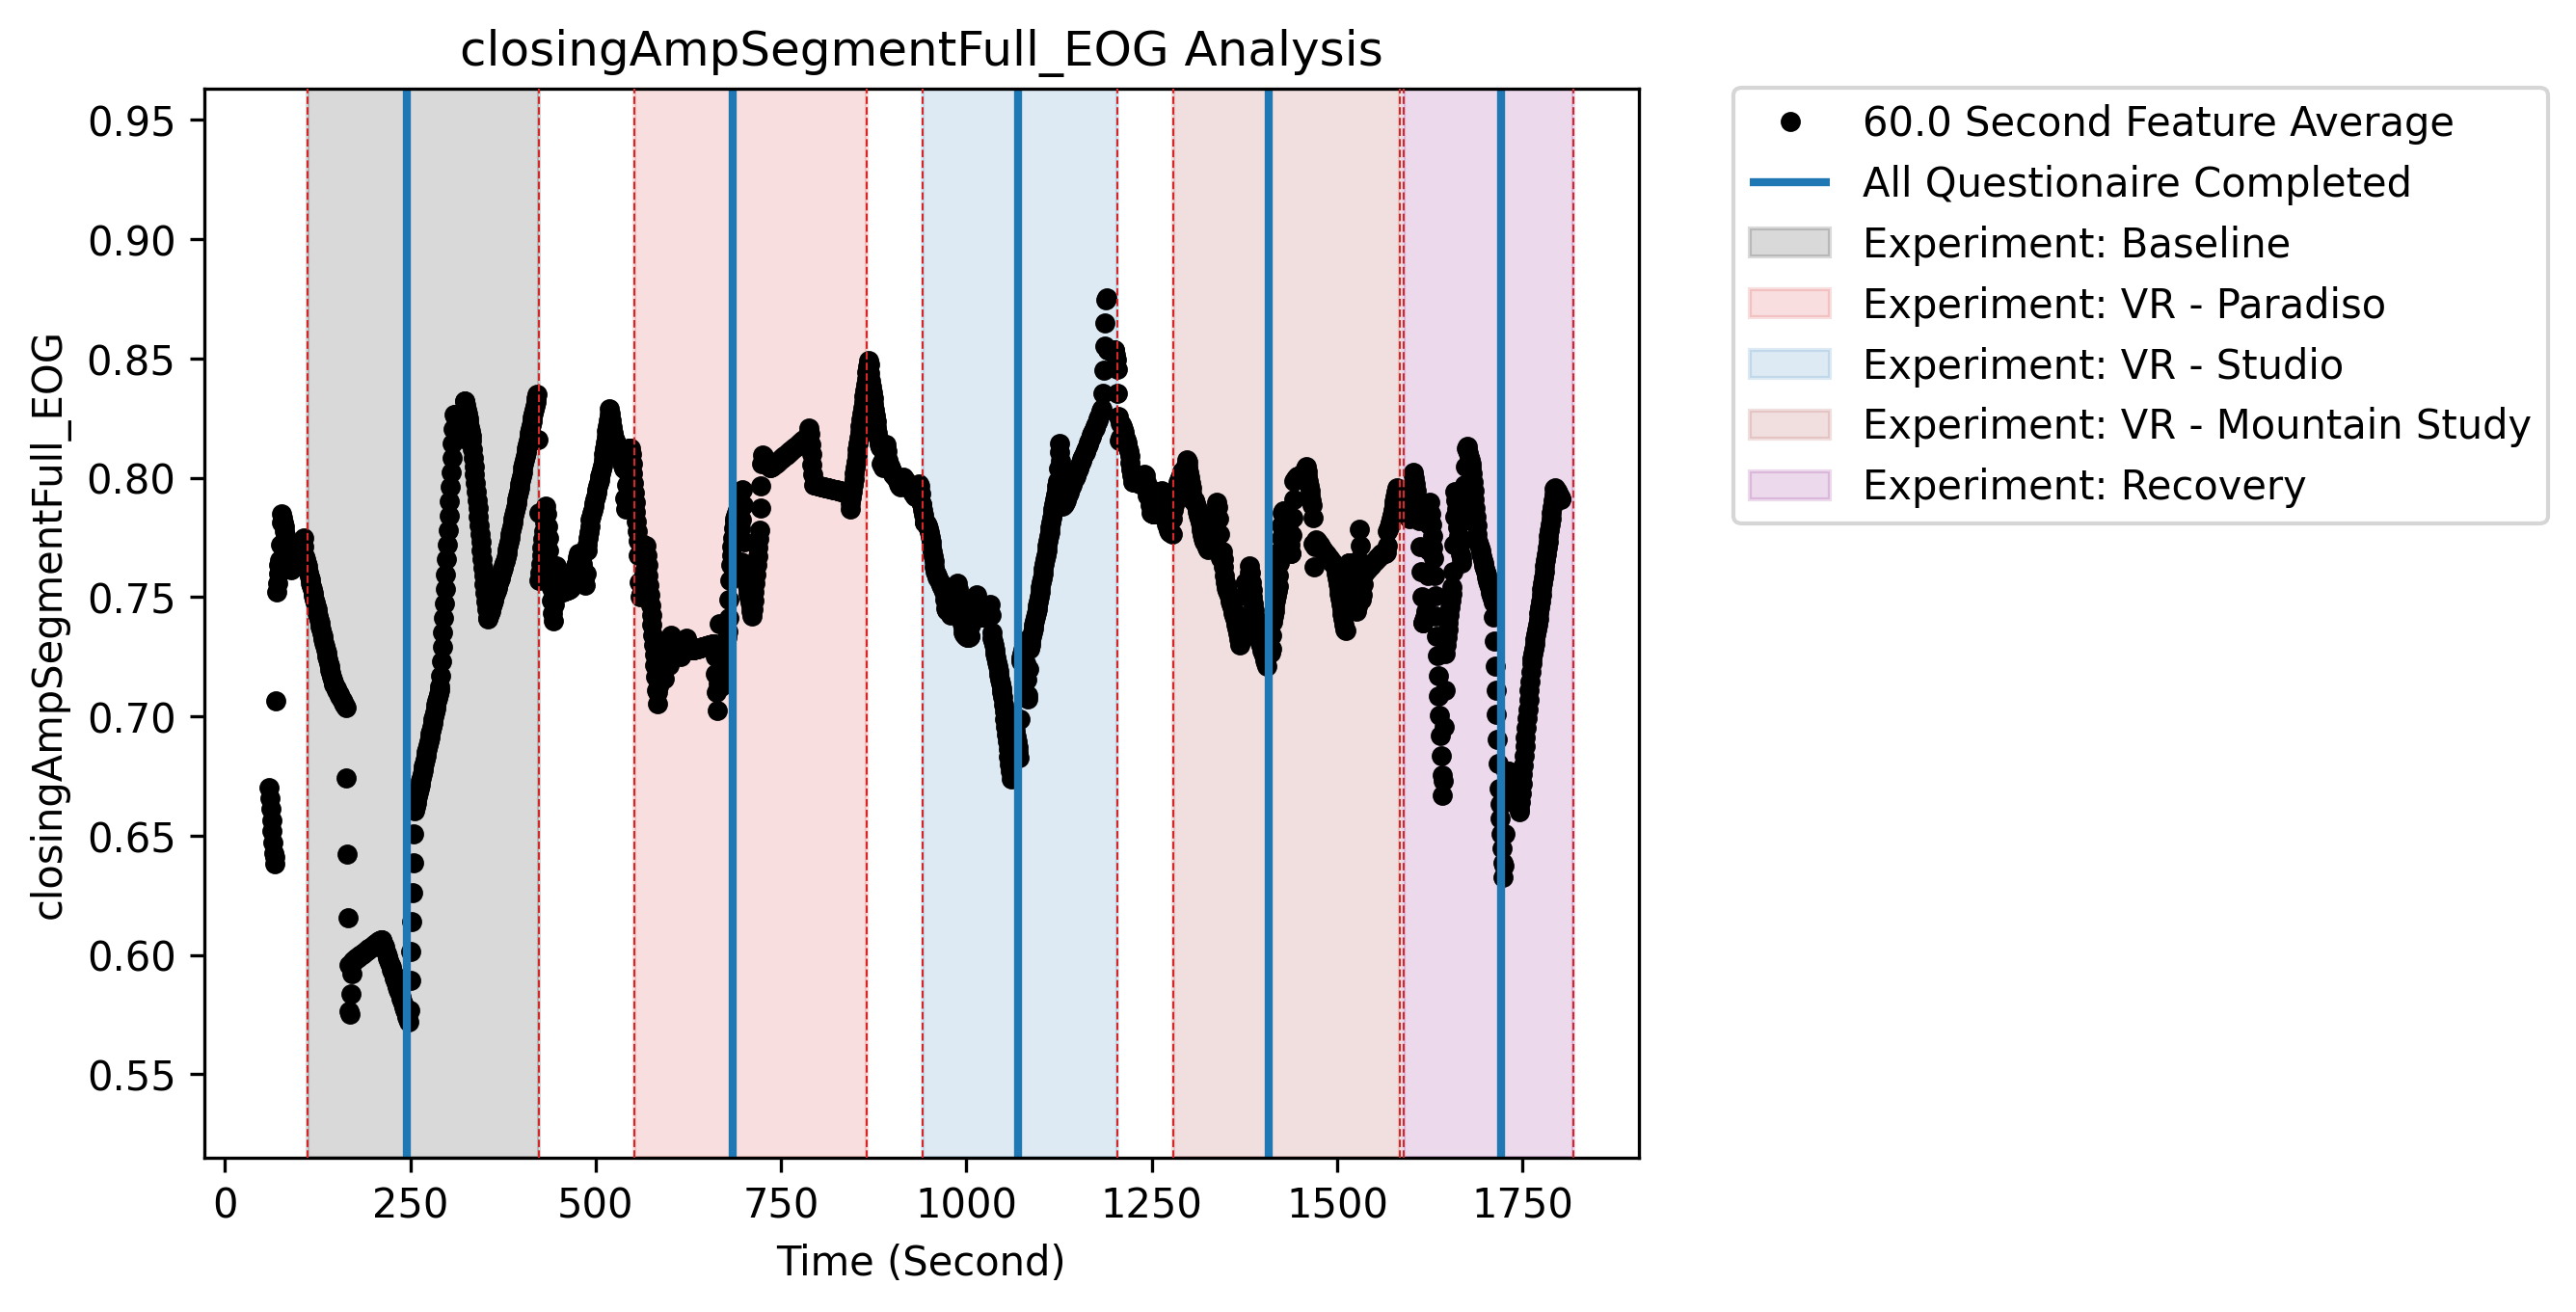 closingAmpSegmentFull_EOG Analysis
closingAmpSegmentFull_EOG
0.95
0.90
0.85
0.80
0.75
0.70
0.65
0.60
0.55
0 250 500 750 1000 1250 1500 1750
Time (Second)
60.0 Second Feature Average
All Questionaire Completed
Experiment: Baseline
Experiment: VR - Paradiso
Experiment: VR - Studio
Experiment: VR - Mountain Study
Experiment: Recovery